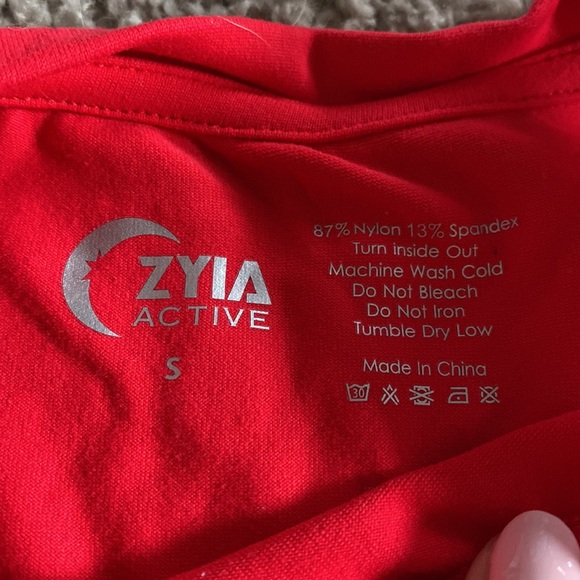 ZYIA
ACTIVE
S
87% Nylon 13% Spandex
Turn inside Out
Machine Wash Cold
Do Not Bleach
Do Not Iron
Tumble Dry Low
Made In China
30